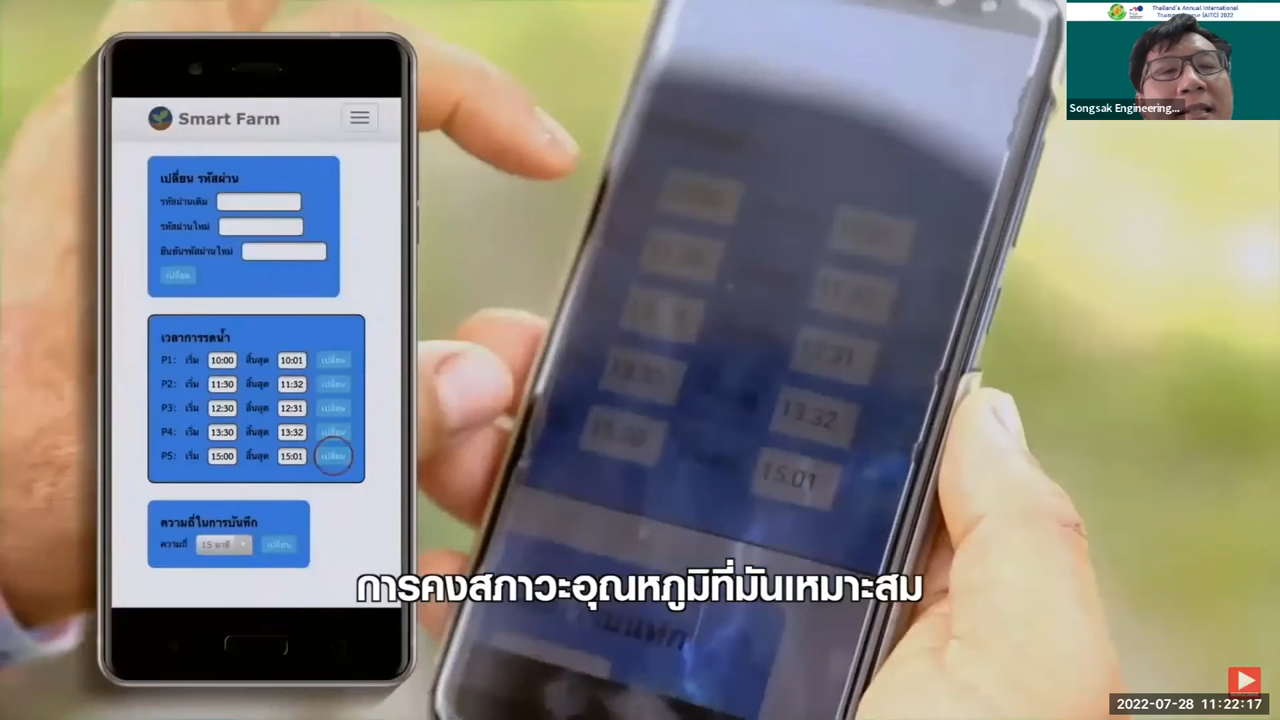 Smart Farm
เปลี่ยน รหัสผ่าน
รหัสผ่านเดิม
รหัสผ่านใหม่
ยืนยันรหัสผ่านใหม่
เปลี่ยน
เวลาการรดน้ำ
P1: เริ่ม 10:00 สิ้นสุด 10:01 เปลี่ยน
P2: เริ่ม 11:30 สิ้นสุด 11:32 เปลี่ยน
P3: เริ่ม 12:30 สิ้นสุด 12:31 เปลี่ยน
P4: เริ่ม 13:30 สิ้นสุด 13:32 เปลี่ยน
P5: เริ่ม 15:00 สิ้นสุด 15:01 เปลี่ยน
ความถี่ในการบันทึก
ความถี่ 15 นาที เปลี่ยน
13:32
15:01
การคงสภาวะอุณหภูมิที่มันเหมาะสม
Thailand's Annual International
(AITC) 2022
Songsak Engineering...
2022-07-28 11:22:17